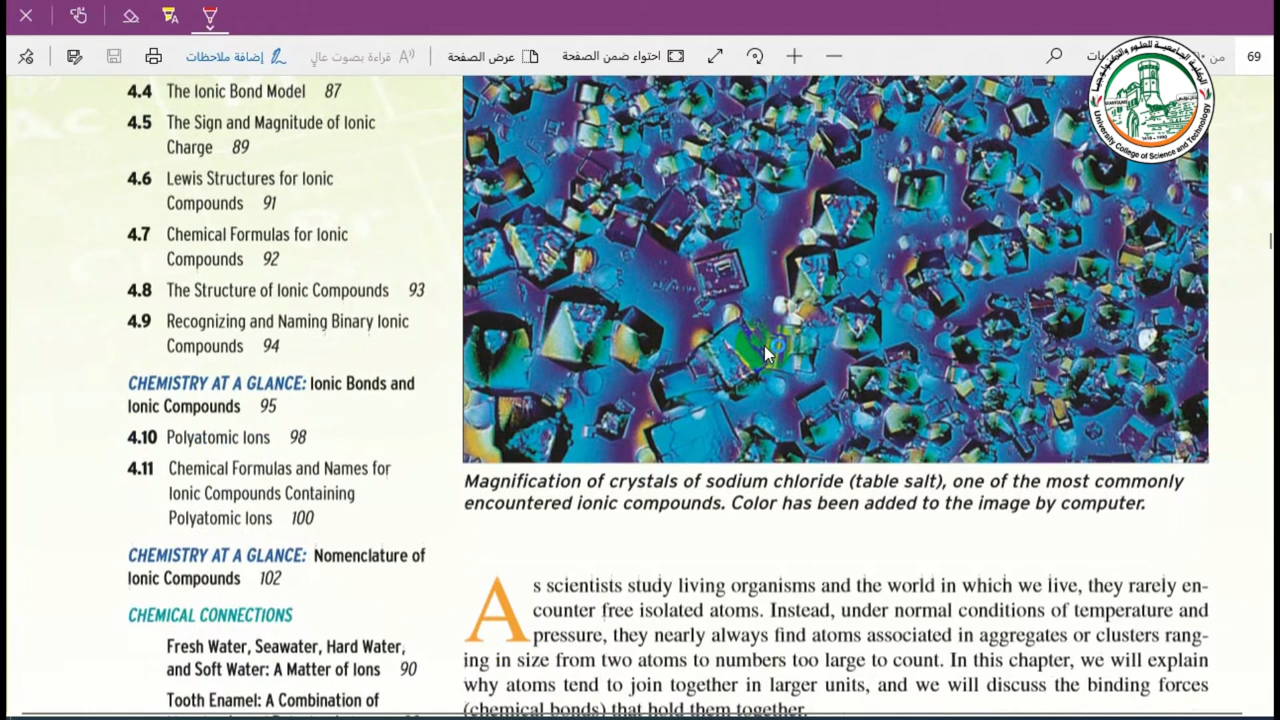 إضافة ملاحظات
قراءة بصوت عالٍ
عرض الصفحة
احتواء ضمن الصفحة
من
69
University College of Science and Technology
4.4 The Ionic Bond Model 87
4.5 The Sign and Magnitude of Ionic
Charge 89
4.6 Lewis Structures for Ionic
Compounds 91
4.7 Chemical Formulas for Ionic
Compounds 92
4.8 The Structure of Ionic Compounds 93
4.9 Recognizing and Naming Binary Ionic
Compounds 94
CHEMISTRY AT A GLANCE: Ionic Bonds and
Ionic Compounds 95
4.10 Polyatomic Ions 98
4.11 Chemical Formulas and Names for
Ionic Compounds Containing
Polyatomic Ions 100
CHEMISTRY AT A GLANCE: Nomenclature of
Ionic Compounds 102
CHEMICAL CONNECTIONS
Fresh Water, Seawater, Hard Water,
and Soft Water: A Matter of Ions 90
Tooth Enamel: A Combination of
Magnification of crystals of sodium chloride (table salt), one of the most commonly
encountered ionic compounds. Color has been added to the image by computer.
As scientists study living organisms and the world in which we live, they rarely en-
counter free isolated atoms. Instead, under normal conditions of temperature and
pressure, they nearly always find atoms associated in aggregates or clusters rang-
ing in size from two atoms to numbers too large to count. In this chapter, we will explain
why atoms tend to join together in larger units, and we will discuss the binding forces
(chemical bonds) that hold them together.